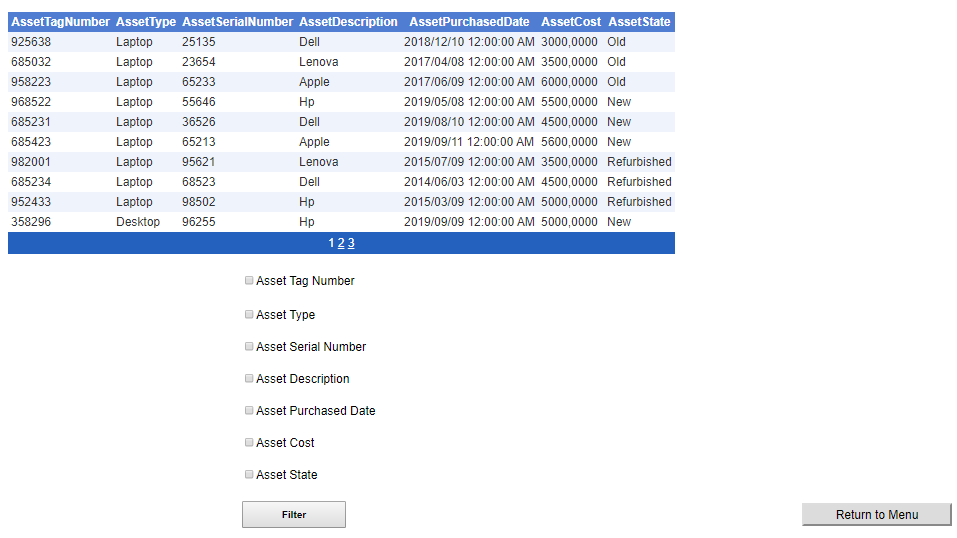 AssetTagNumber AssetType AssetSerialNumber AssetDescription AssetPurchasedDate AssetCost AssetState
925638 Laptop 25135 Dell 2018/12/10 12:00:00 AM 3000,0000 Old
685032 Laptop 23654 Lenova 2017/04/08 12:00:00 AM 3500,0000 Old
958223 Laptop 65233 Apple 2017/06/09 12:00:00 AM 6000,0000 Old
968522 Laptop 55646 Hp 2019/05/08 12:00:00 AM 5500,0000 New
685231 Laptop 36526 Dell 2019/08/10 12:00:00 AM 4500,0000 New
685423 Laptop 65213 Apple 2019/09/11 12:00:00 AM 5600,0000 New
982001 Laptop 95621 Lenova 2015/07/09 12:00:00 AM 3500,0000 Refurbished
685234 Laptop 68523 Dell 2014/06/03 12:00:00 AM 4500,0000 Refurbished
952433 Laptop 98502 Hp 2015/03/09 12:00:00 AM 5000,0000 Refurbished
358296 Desktop 96255 Hp 2019/09/09 12:00:00 AM 5000,0000 New
1 2 3
Asset Tag Number
Asset Type
Asset Serial Number
Asset Description
Asset Purchased Date
Asset Cost
Asset State
Filter
Return to Menu